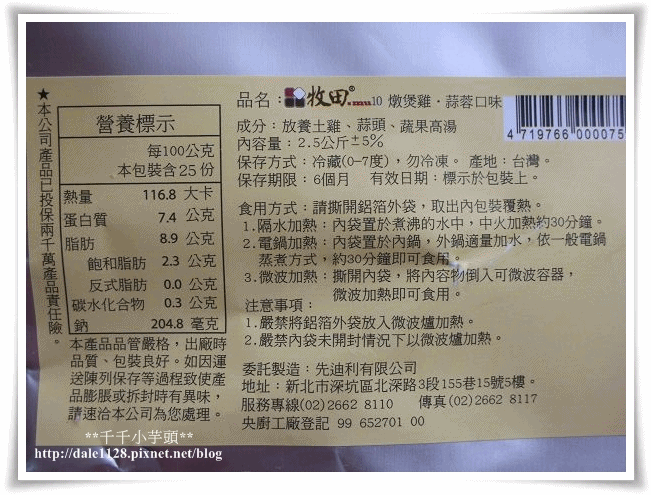 ★本公司產品已投保兩千萬產品責任險。
營養標示
每100公克
本包裝含25份
熱量 116.8 大卡
蛋白質 7.4 公克
脂肪 8.9 公克
飽和脂肪 2.3 公克
反式脂肪 0.0 公克
碳水化合物 0.3 公克
鈉 204.8 毫克
本產品品管嚴格，出廠時
品質、包裝良好。如因運
送陳列保存等過程致使產
品膨脹或拆封時有異味，
請速洽本公司為您處理。
品名：牧田®.mu10 燉煲雞．蒜蓉口味
成分：放養土雞、蒜頭、蔬果高湯
內容量：2.5公斤±5%
保存方式：冷藏(0-7度)，勿冷凍。 產地：台灣。
保存期限：6個月 有效日期：標示於包裝上。
食用方式：請撕開鋁箔外袋，取出內包裝覆熱。
1.隔水加熱：內袋置於煮沸的水中，中火加熱約30分鐘。
2.電鍋加熱：內袋置於內鍋，外鍋適量加水，依一般電鍋
蒸煮方式，約30分鐘即可食用。
3.微波加熱：撕開內袋，將內容物倒入可微波容器，
微波加熱即可食用。
注意事項：
1.嚴禁將鋁箔外袋放入微波爐加熱。
2.嚴禁內袋未開封情況下以微波爐加熱。
委託製造：先迪利有限公司
地址：新北市深坑區北深路3段155巷15號5樓。
服務專線(02)2662 8110 傳真(02)2662 8117
央廚工廠登記 99 652701 00
4 719766 000075
**千千小芋頭**
http://dale1128.pixnet.net/blog